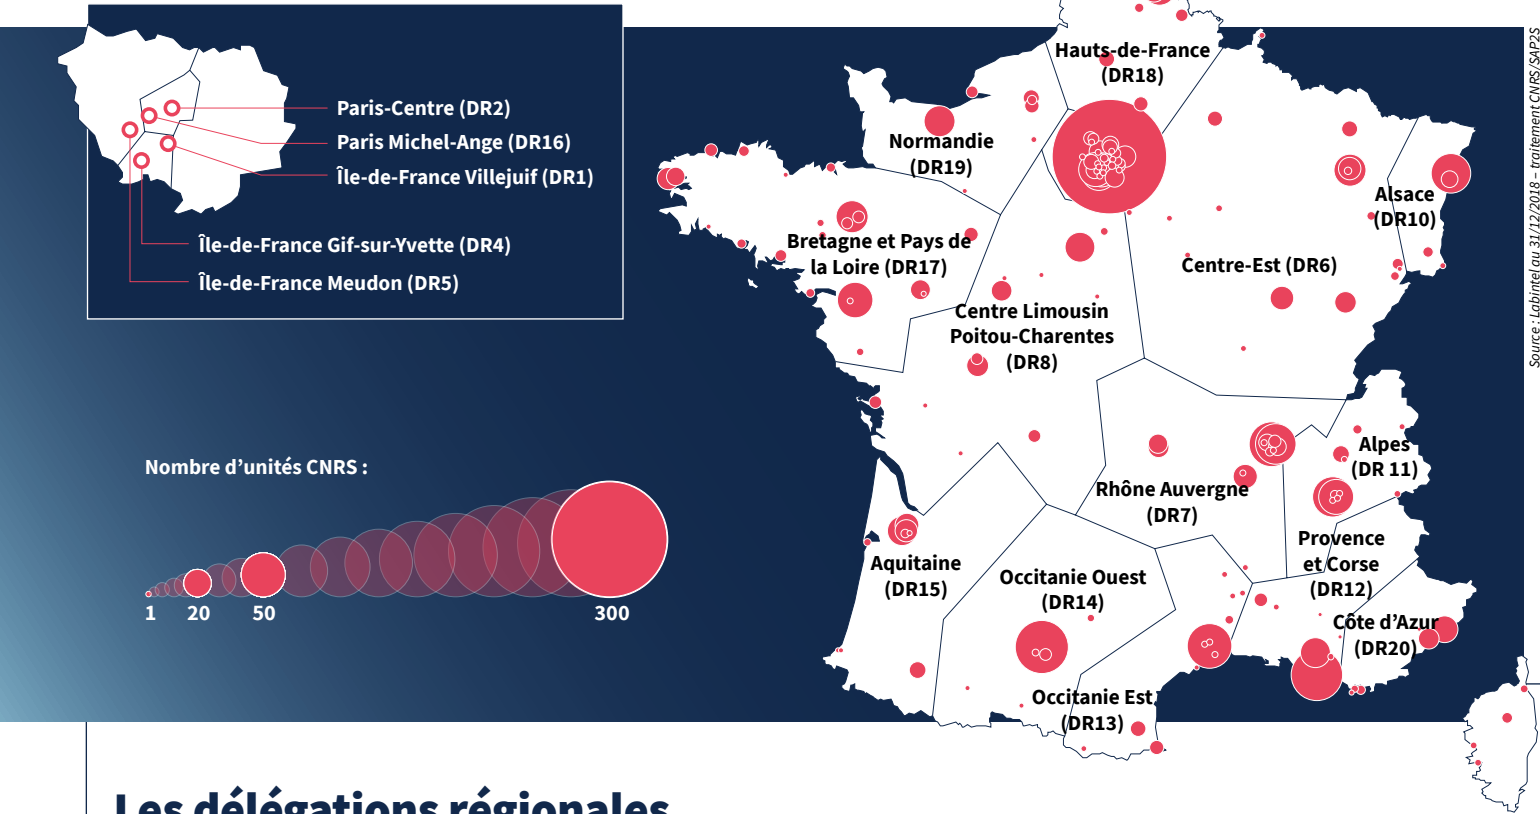 Paris-Centre (DR2)
Paris Michel-Ange (DR16)
Île-de-France Villejuif (DR1)
Île-de-France Gif-sur-Yvette (DR4)
Île-de-France Meudon (DR5)
Hauts-de-France
(DR18)
Normandie
(DR19)
Alsace
(DR10)
Bretagne et Pays de
la Loire (DR17)
Centre-Est (DR6)
Centre Limousin
Poitou-Charentes
(DR8)
Alpes
(DR 11)
Rhône Auvergne
(DR7)
Provence
et Corse
(DR12)
Aquitaine
(DR15)
Occitanie Ouest
(DR14)
Côte d’Azur
(DR20)
Occitanie Est
(DR13)
Nombre d’unités CNRS :
1 20 50 300
Source : Labintel au 31/12/2018 – traitement CNRS/SAP2S
Les délégations régionales